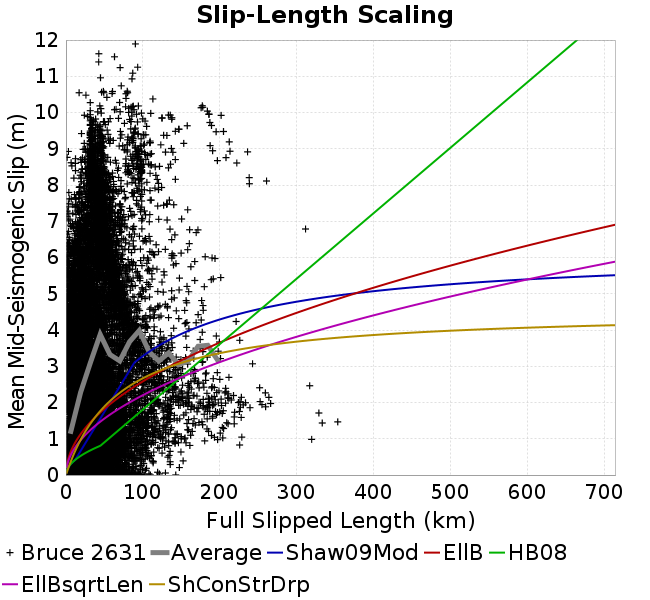 Slip-Length Scaling
Mean Mid-Seismogenic Slip (m)
12
11
10
9
8
7
6
5
4
3
2
1
0
0 100 200 300 400 500 600 700
Full Slipped Length (km)
Bruce 2631 Average Shaw09Mod EllB HB08
EllBsqrtLen ShConStrDrp